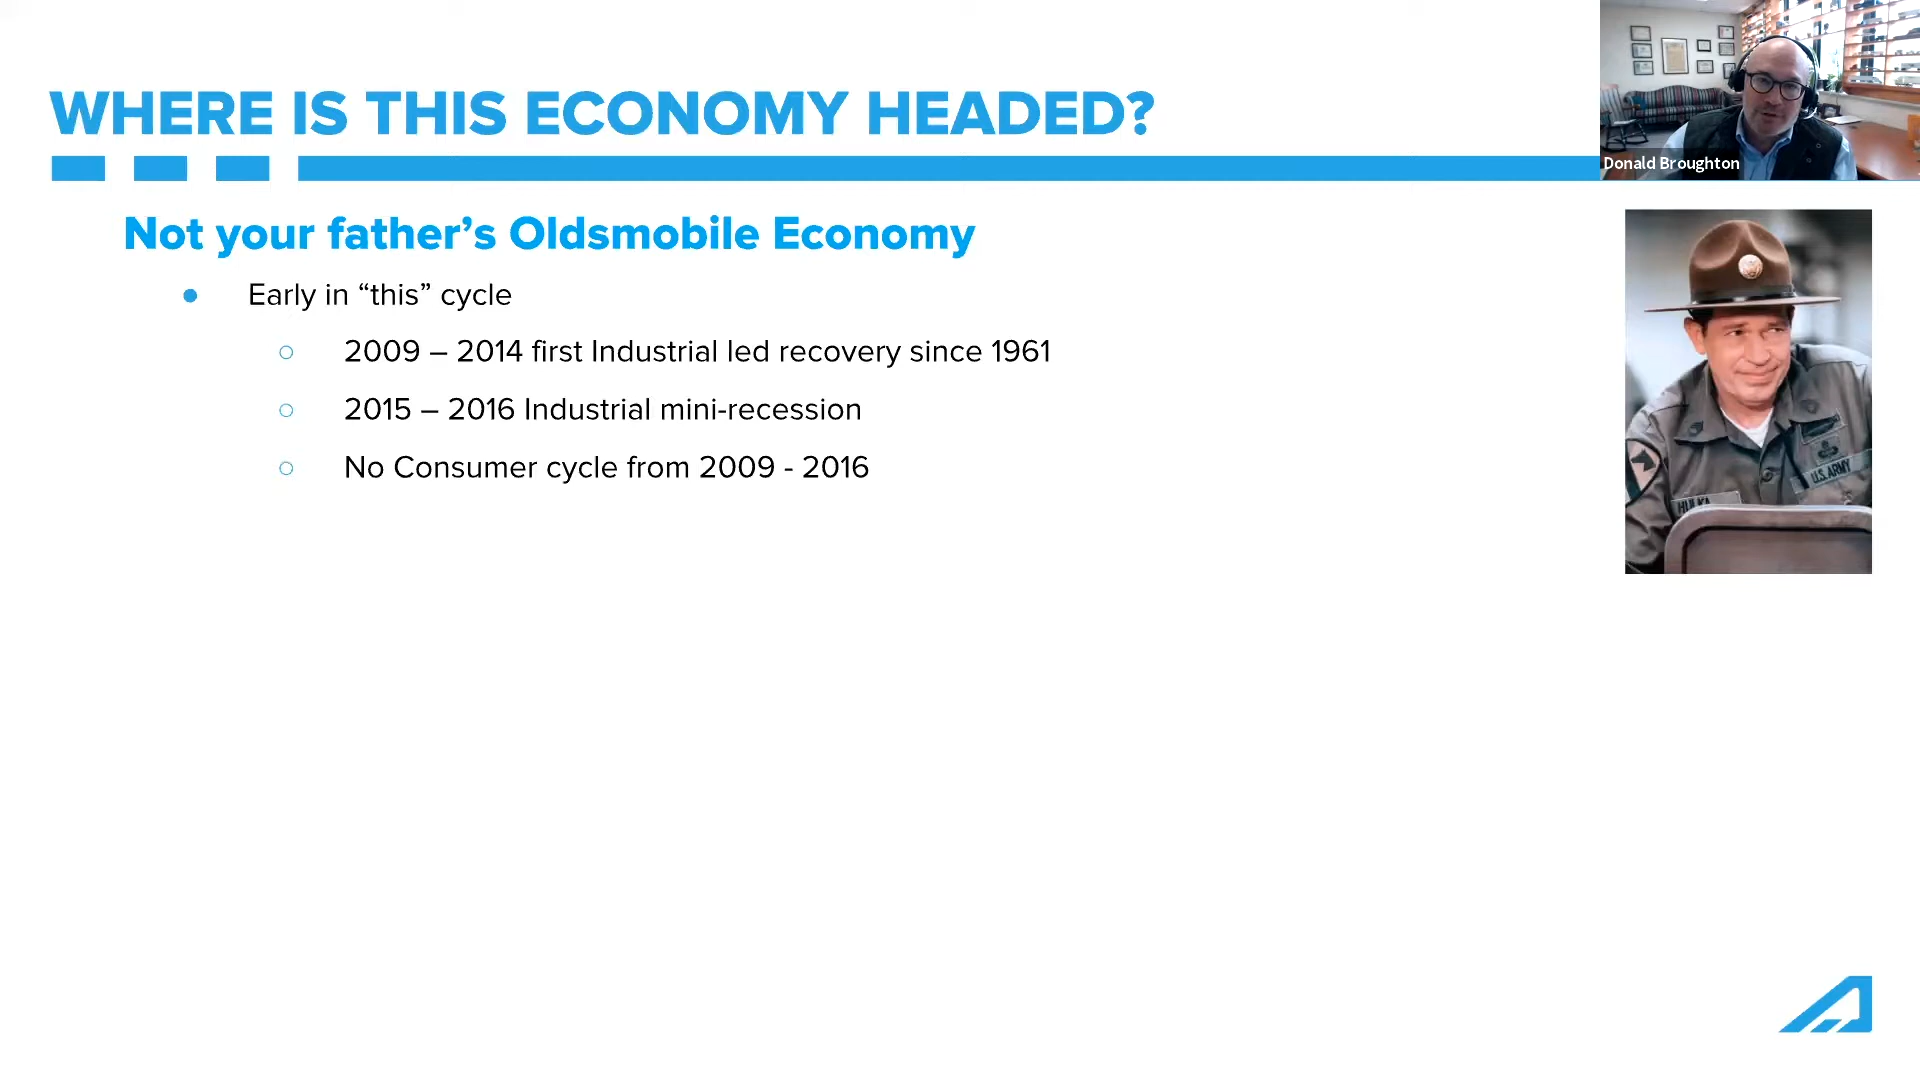 WHERE IS THIS ECONOMY HEADED?
Donald Broughton
Not your father’s Oldsmobile Economy
Early in “this” cycle
2009 – 2014 first Industrial led recovery since 1961
2015 – 2016 Industrial mini-recession
No Consumer cycle from 2009 - 2016
U.S. ARMY
HULKA